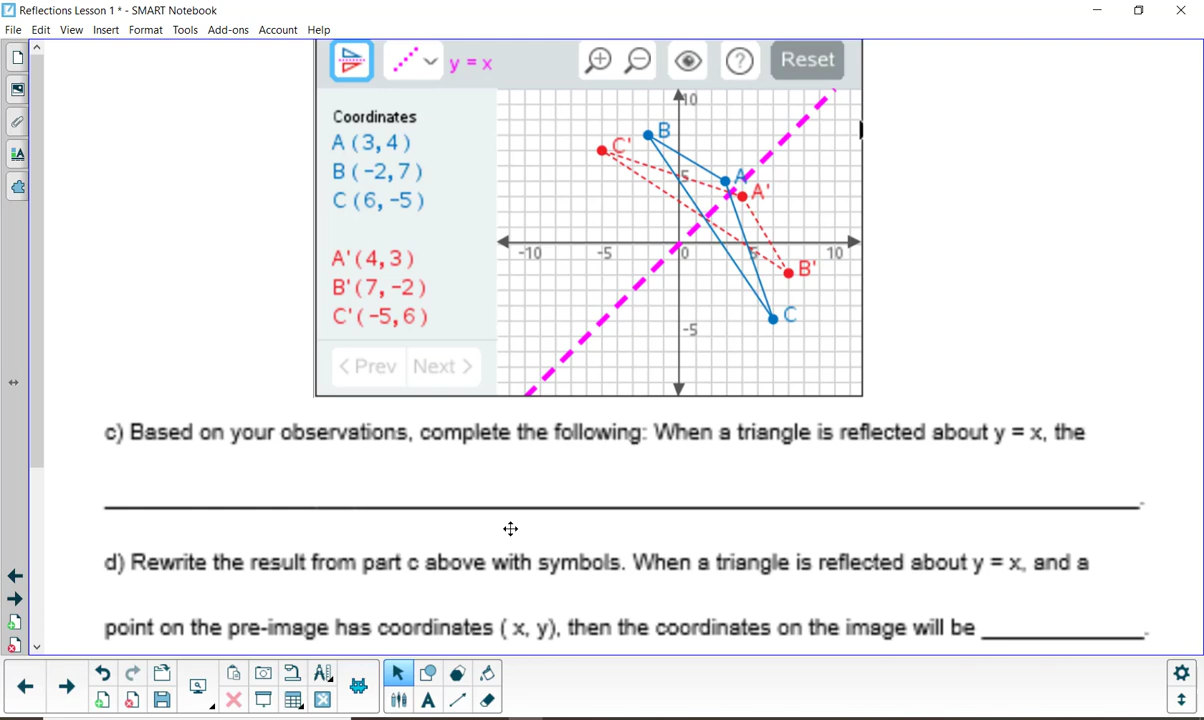 Reflections Lesson 1 * - SMART Notebook
File Edit View Insert Format Tools Add-ons Account Help
y = x
? Reset
Coordinates
A (3, 4)
B (-2, 7)
C (6, -5)
A' (4, 3)
B' (7, -2)
C' (-5, 6)
< Prev Next >
10
B
C'
5
A
A'
-10 -5 0 5 10
B'
C
-5
c) Based on your observations, complete the following: When a triangle is reflected about y = x, the
______________________________.
d) Rewrite the result from part c above with symbols. When a triangle is reflected about y = x, and a
point on the pre-image has coordinates ( x, y), then the coordinates on the image will be ____________.